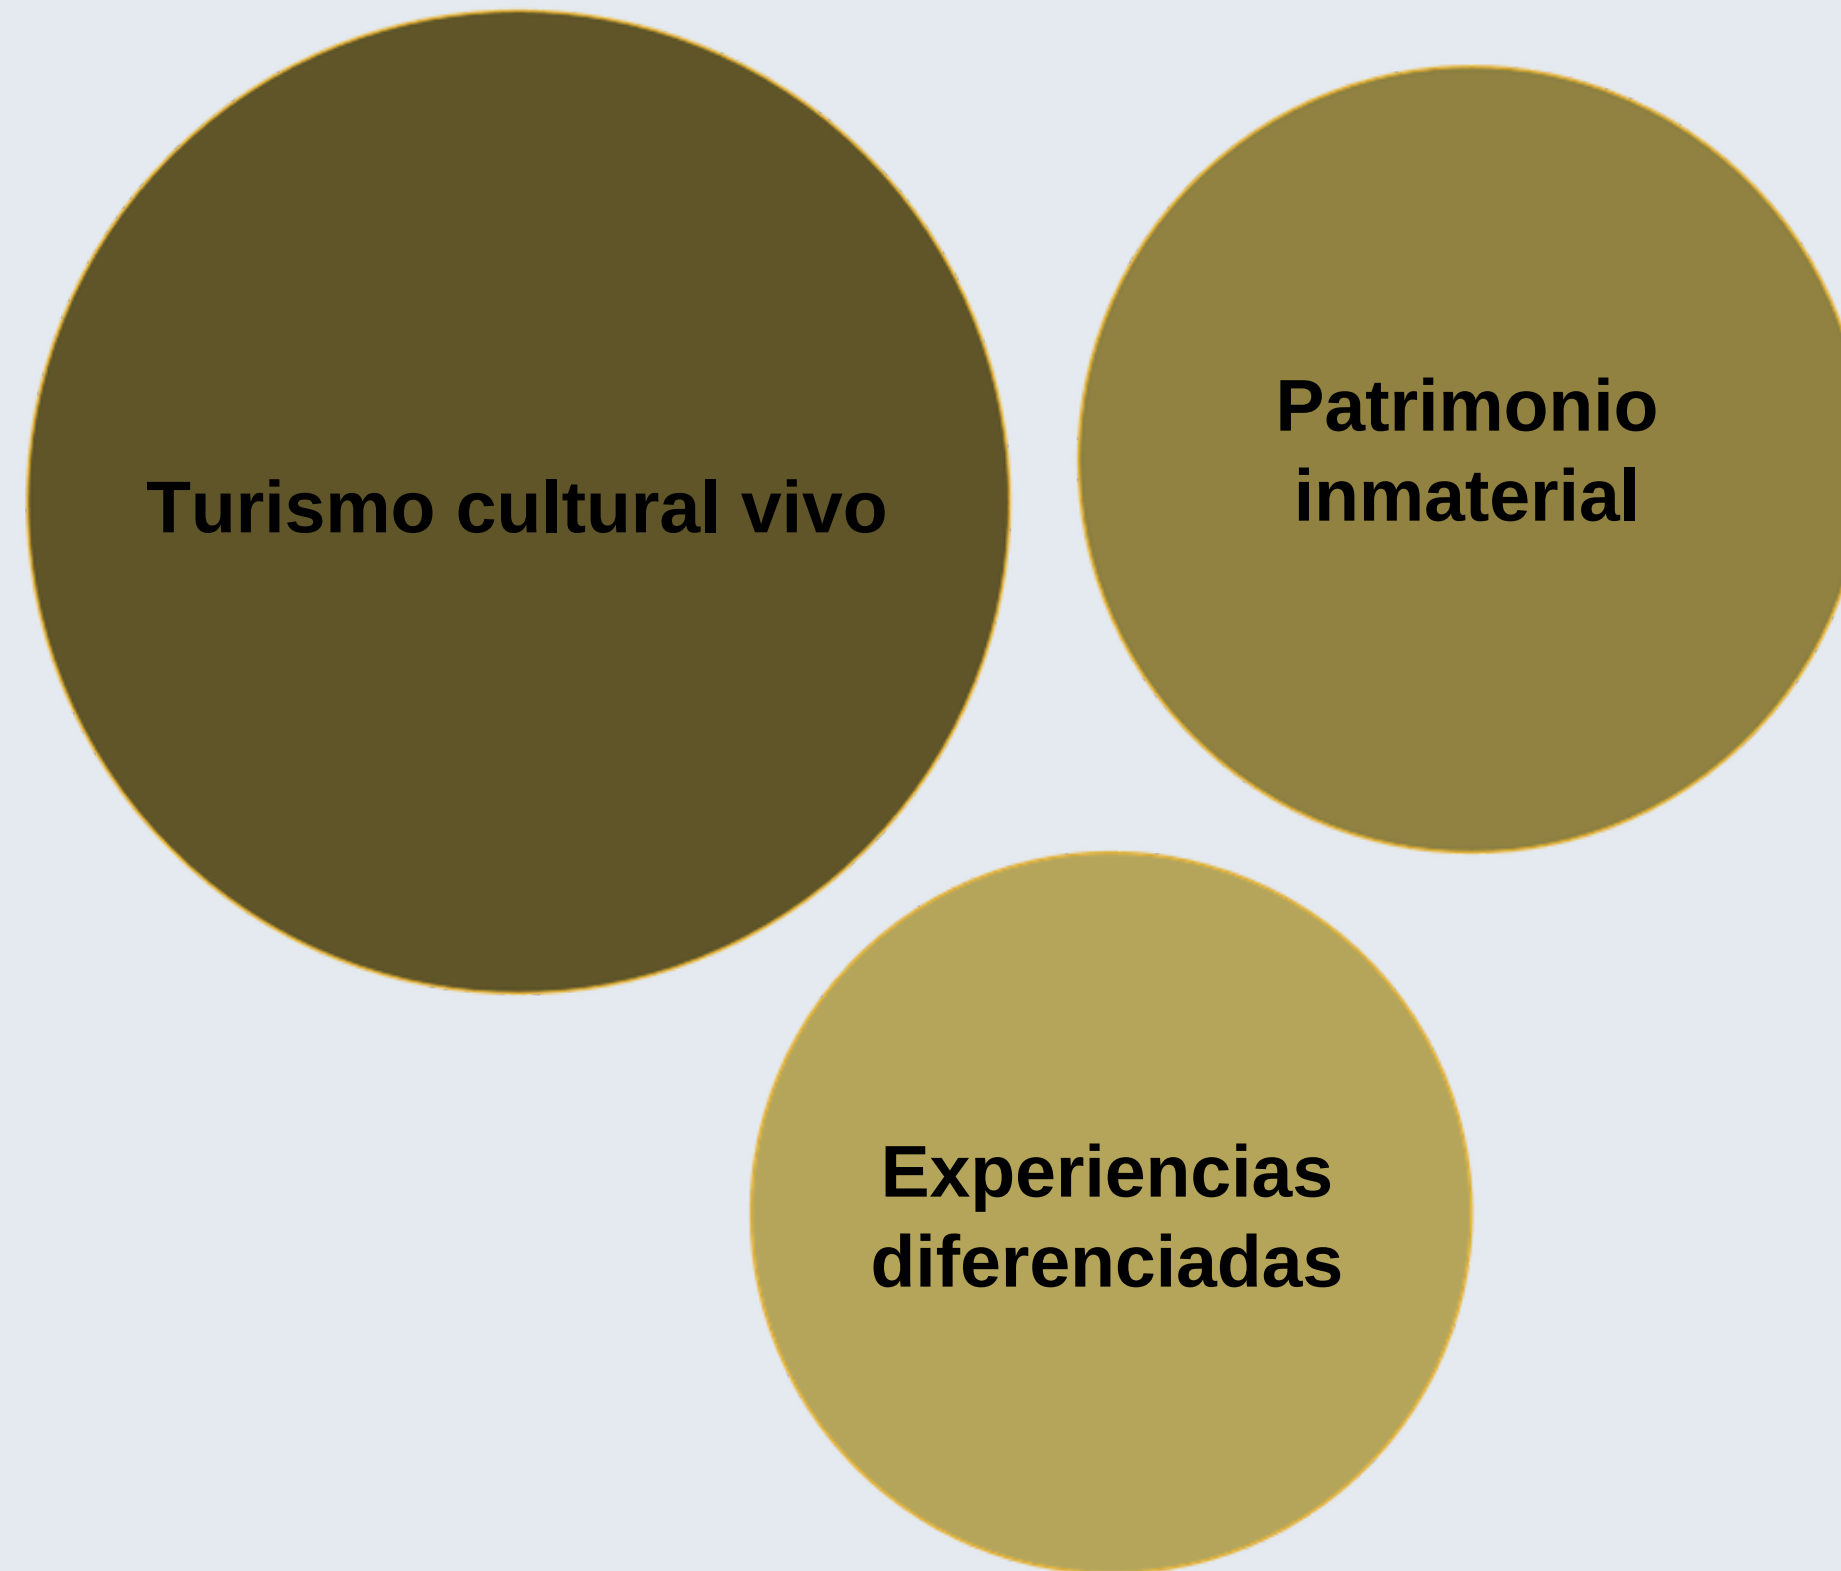 Turismo cultural vivo
Patrimonio
inmaterial
Experiencias
diferenciadas